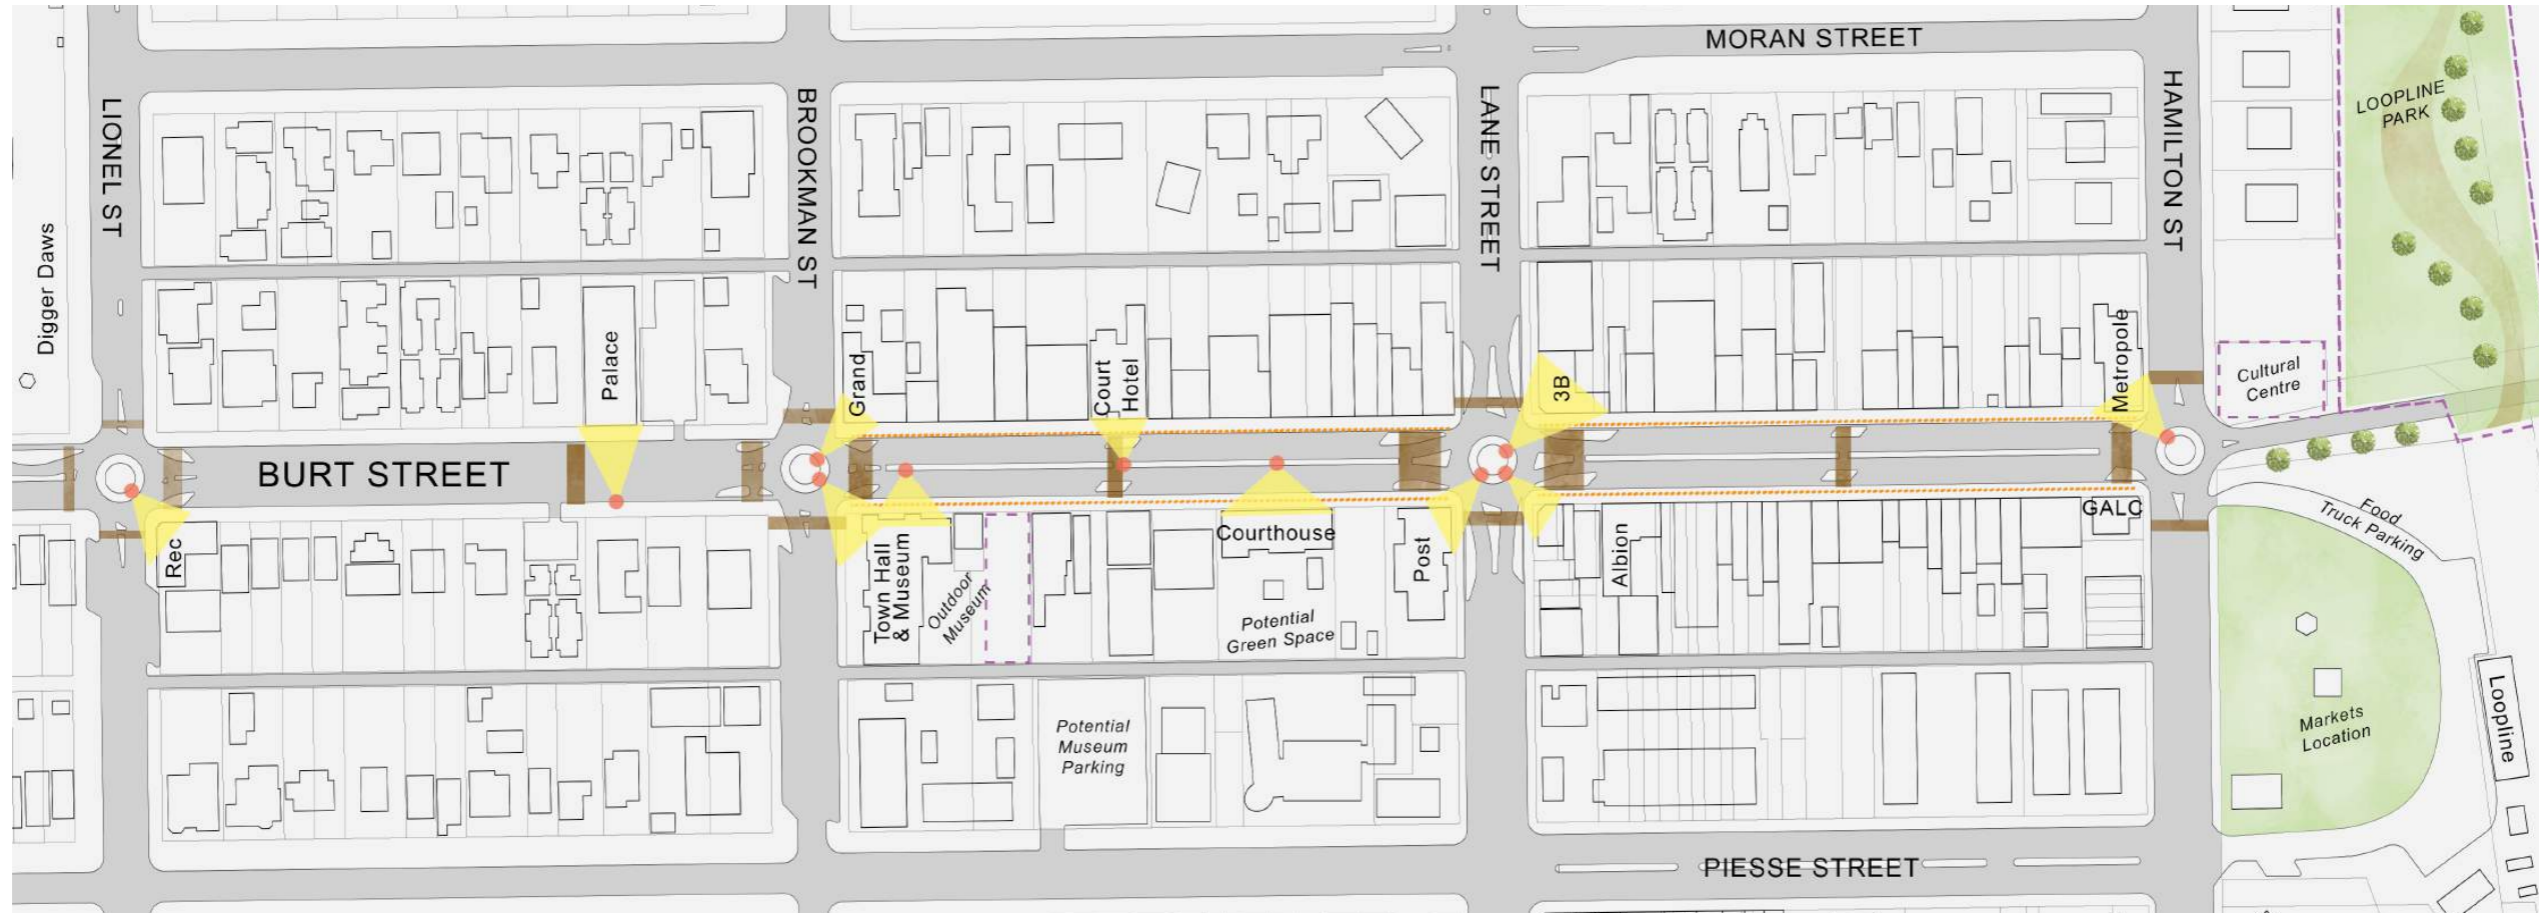 MORAN STREET
LIONEL ST
BROOKMAN ST
LANE STREET
HAMILTON ST
LOOPLINE
PARK
Digger Daws
Palace
Grand
Court
Hotel
3B
Metropole
Cultural
Centre
BURT STREET
Rec
Town Hall
& Museum
Outdoor
Museum
Courthouse
Potential
Green Space
Post
Albion
GALC
Food
Truck Parking
Markets
Location
Loopline
Potential
Museum
Parking
PIESSE STREET